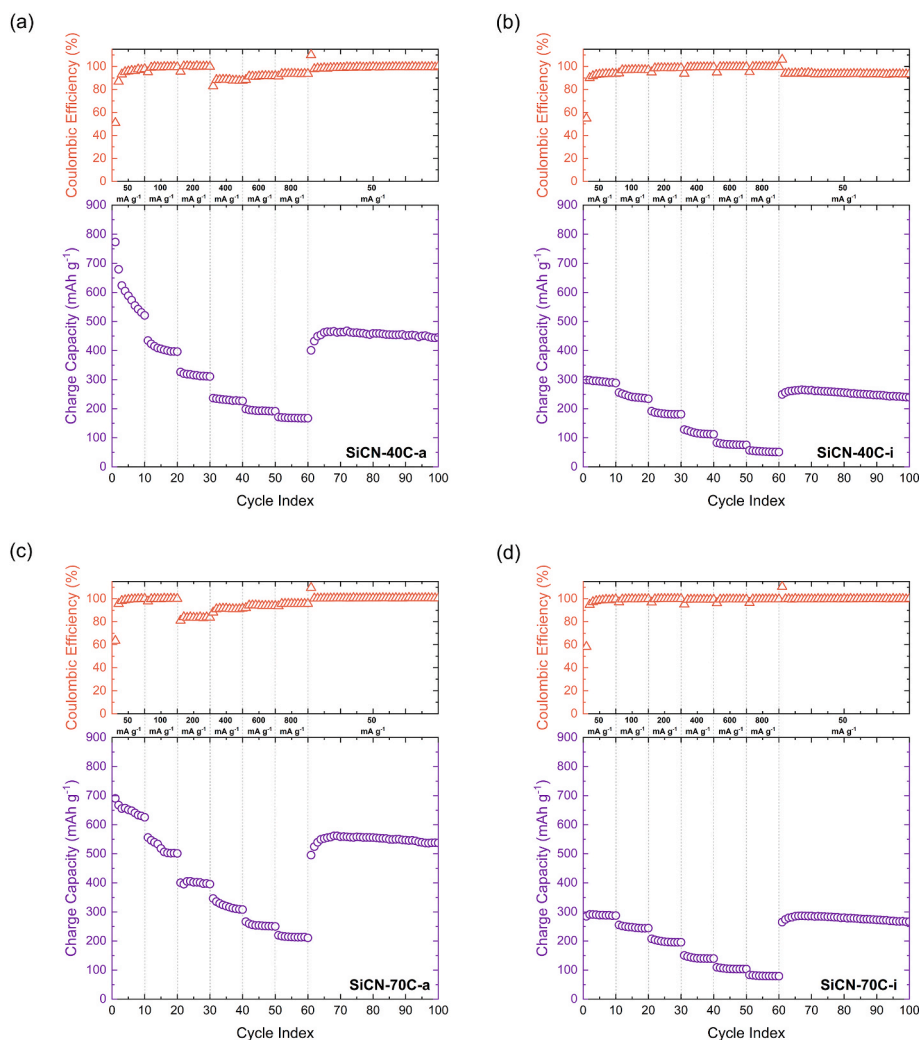 (a)
Coulombic Efficiency (%)
100
80
60
40
20
0
50 100 200 400 600 800 50
mA g⁻¹ mA g⁻¹ mA g⁻¹ mA g⁻¹ mA g⁻¹ mA g⁻¹ mA g⁻¹
Charge Capacity (mAh g⁻¹)
900
800
700
600
500
400
300
200
100
0
SiCN-40C-a
0 10 20 30 40 50 60 70 80 90 100
Cycle Index
(b)
Coulombic Efficiency (%)
100
80
60
40
20
0
50 100 200 400 600 800 50
mA g⁻¹ mA g⁻¹ mA g⁻¹ mA g⁻¹ mA g⁻¹ mA g⁻¹ mA g⁻¹
Charge Capacity (mAh g⁻¹)
900
800
700
600
500
400
300
200
100
0
SiCN-40C-i
0 10 20 30 40 50 60 70 80 90 100
Cycle Index
(c)
Coulombic Efficiency (%)
100
80
60
40
20
0
50 100 200 400 600 800 50
mA g⁻¹ mA g⁻¹ mA g⁻¹ mA g⁻¹ mA g⁻¹ mA g⁻¹ mA g⁻¹
Charge Capacity (mAh g⁻¹)
900
800
700
600
500
400
300
200
100
0
SiCN-70C-a
0 10 20 30 40 50 60 70 80 90 100
Cycle Index
(d)
Coulombic Efficiency (%)
100
80
60
40
20
0
50 100 200 400 600 800 50
mA g⁻¹ mA g⁻¹ mA g⁻¹ mA g⁻¹ mA g⁻¹ mA g⁻¹ mA g⁻¹
Charge Capacity (mAh g⁻¹)
900
800
700
600
500
400
300
200
100
0
SiCN-70C-i
0 10 20 30 40 50 60 70 80 90 100
Cycle Index